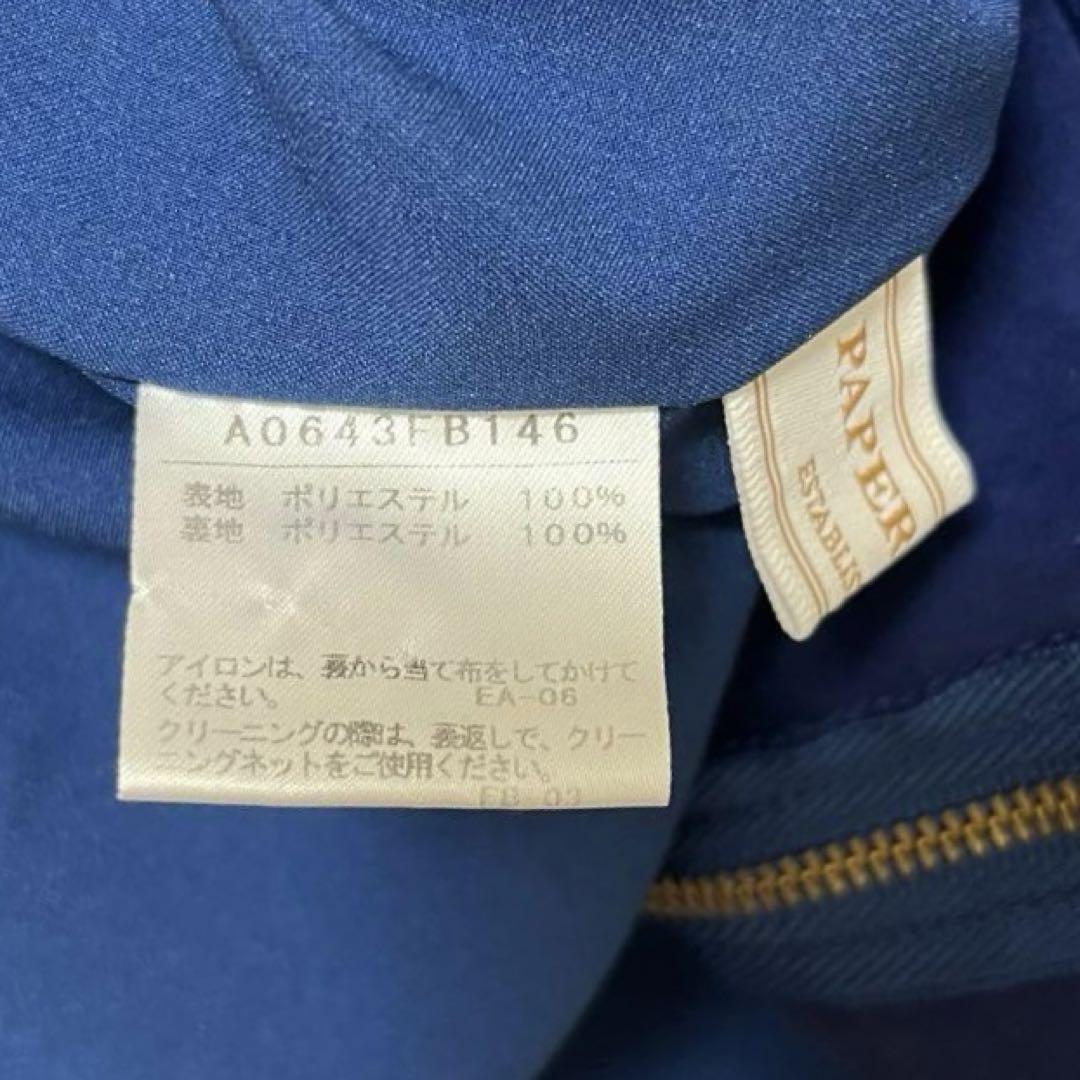 A0643FB146
表地 ポリエステル 100%
裏地 ポリエステル 100%
アイロンは、裏から当て布をしてかけて
ください。 EA-06
クリーニングの際は、裏返しで、クリー
ニングネットをご使用ください。
FB-02
PAPER
ESTABLIS